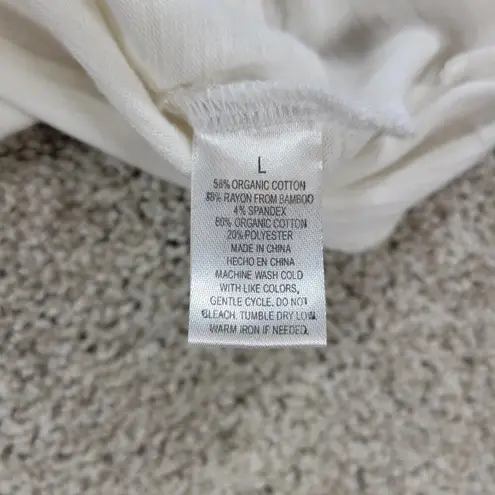 L
58% ORGANIC COTTON
38% RAYON FROM BAMBOO
4% SPANDEX
80% ORGANIC COTTON
20% POLYESTER
MADE IN CHINA
HECHO EN CHINA
MACHINE WASH COLD
WITH LIKE COLORS,
GENTLE CYCLE. DO NOT
BLEACH. TUMBLE DRY LOW.
WARM IRON IF NEEDED.